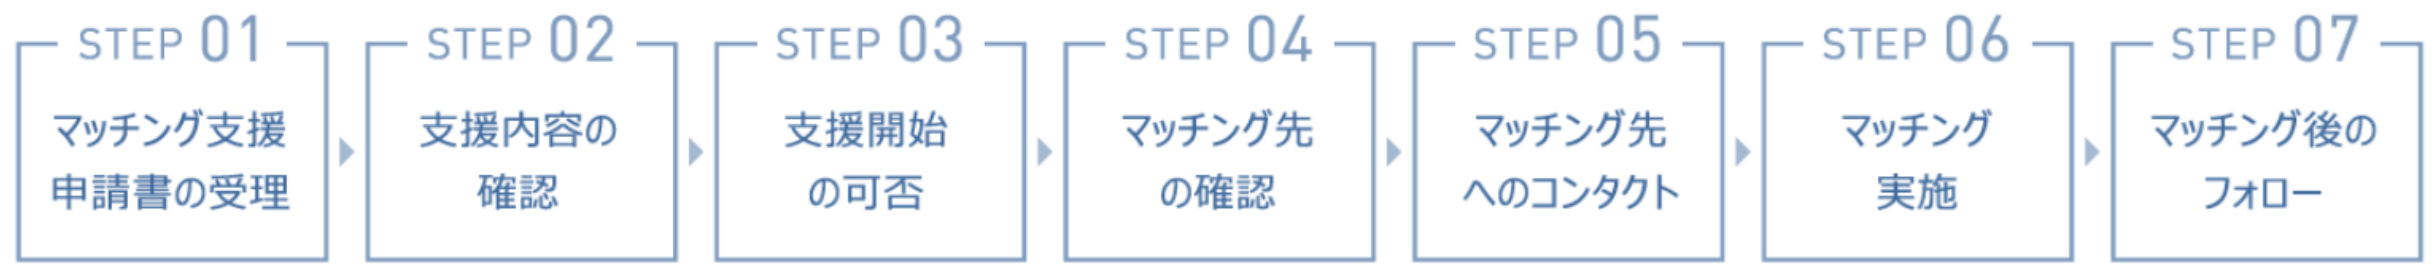 STEP 01
マッチング支援
申請書の受理
STEP 02
支援内容の
確認
STEP 03
支援開始
の可否
STEP 04
マッチング先
の確認
STEP 05
マッチング先
へのコンタクト
STEP 06
マッチング
実施
STEP 07
マッチング後の
フォロー